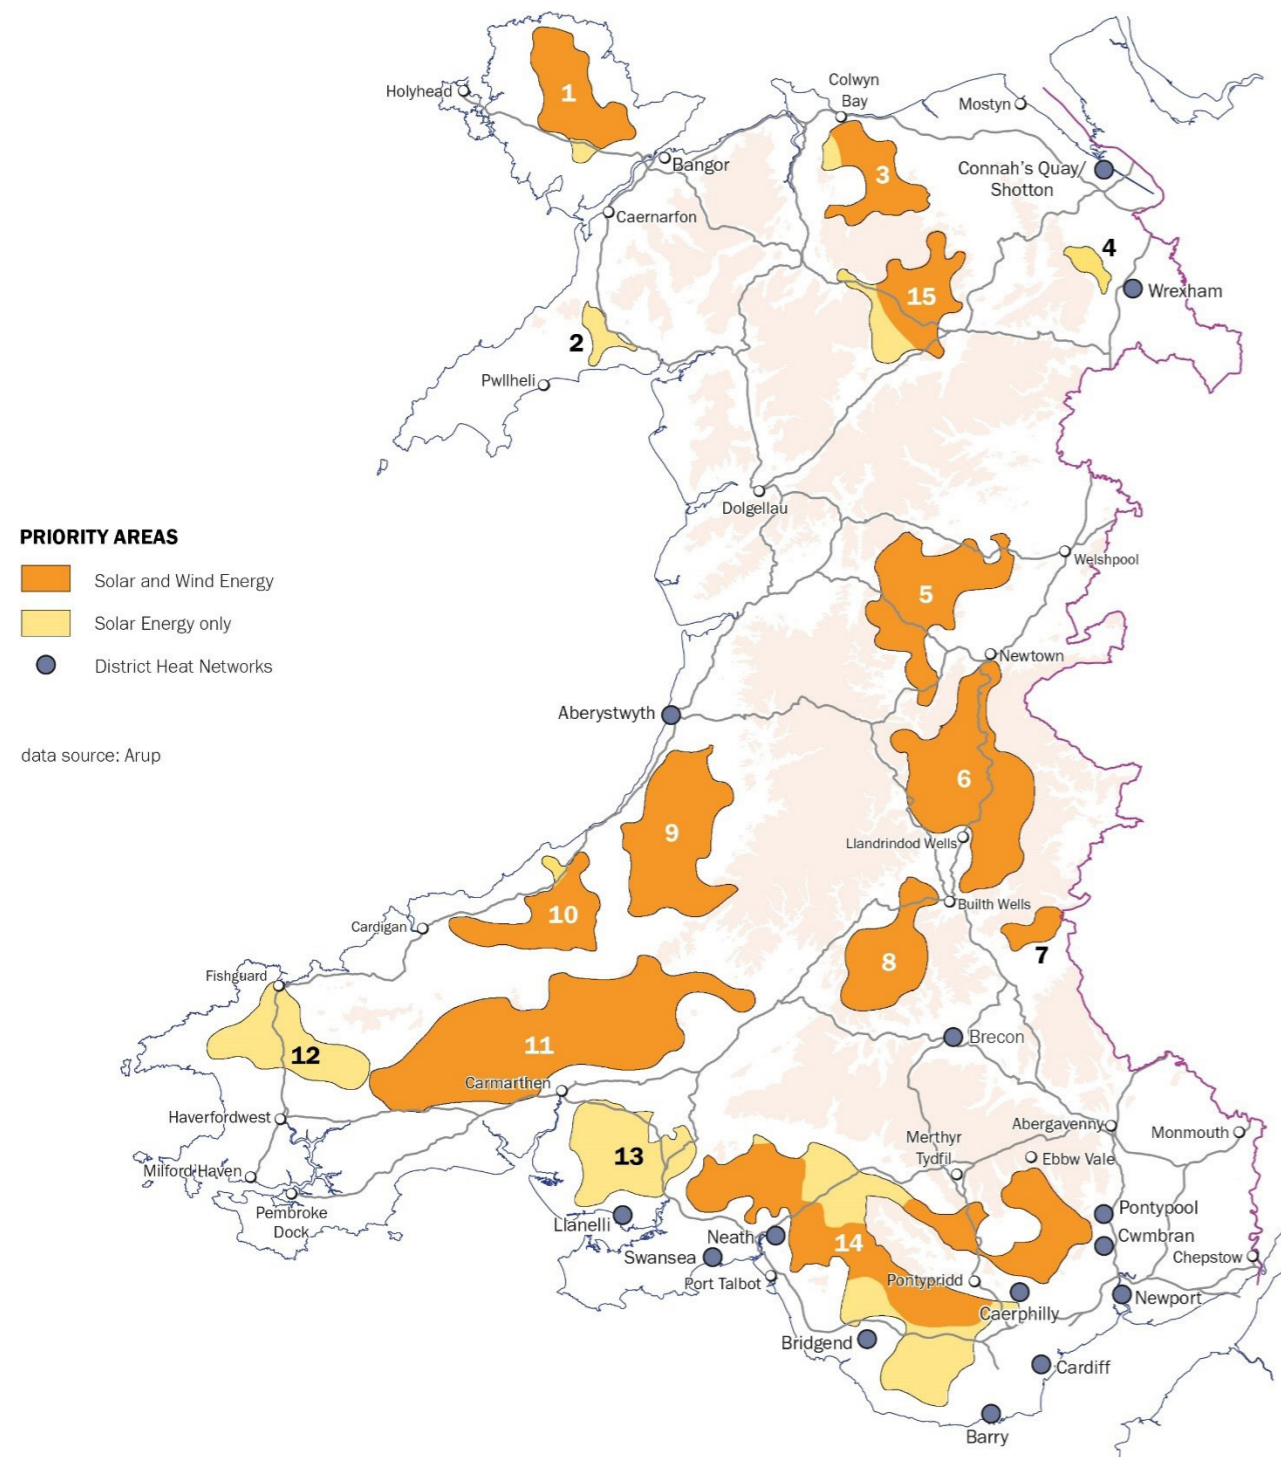 1
Holyhead
Colwyn
Bay
Mostyn
Bangor
3
Connah's Quay/
Shotton
Caernarfon
4
15
Wrexham
2
Pwllheli
Dolgellau
PRIORITY AREAS
Solar and Wind Energy
Solar Energy only
District Heat Networks
data source: Arup
Welshpool
5
Newtown
Aberystwyth
6
9
Llandrindod Wells
Builth Wells
10
Cardigan
7
8
Fishguard
11
12
Brecon
Carmarthen
Haverfordwest
Abergavenny
Monmouth
Merthyr
Tydfil
13
Ebbw Vale
Milford Haven
Pembroke
Dock
Llanelli
Pontypool
Neath
14
Cwmbran
Swansea
Chepstow
Port Talbot
Pontypridd
Caerphilly
Newport
Bridgend
Cardiff
Barry